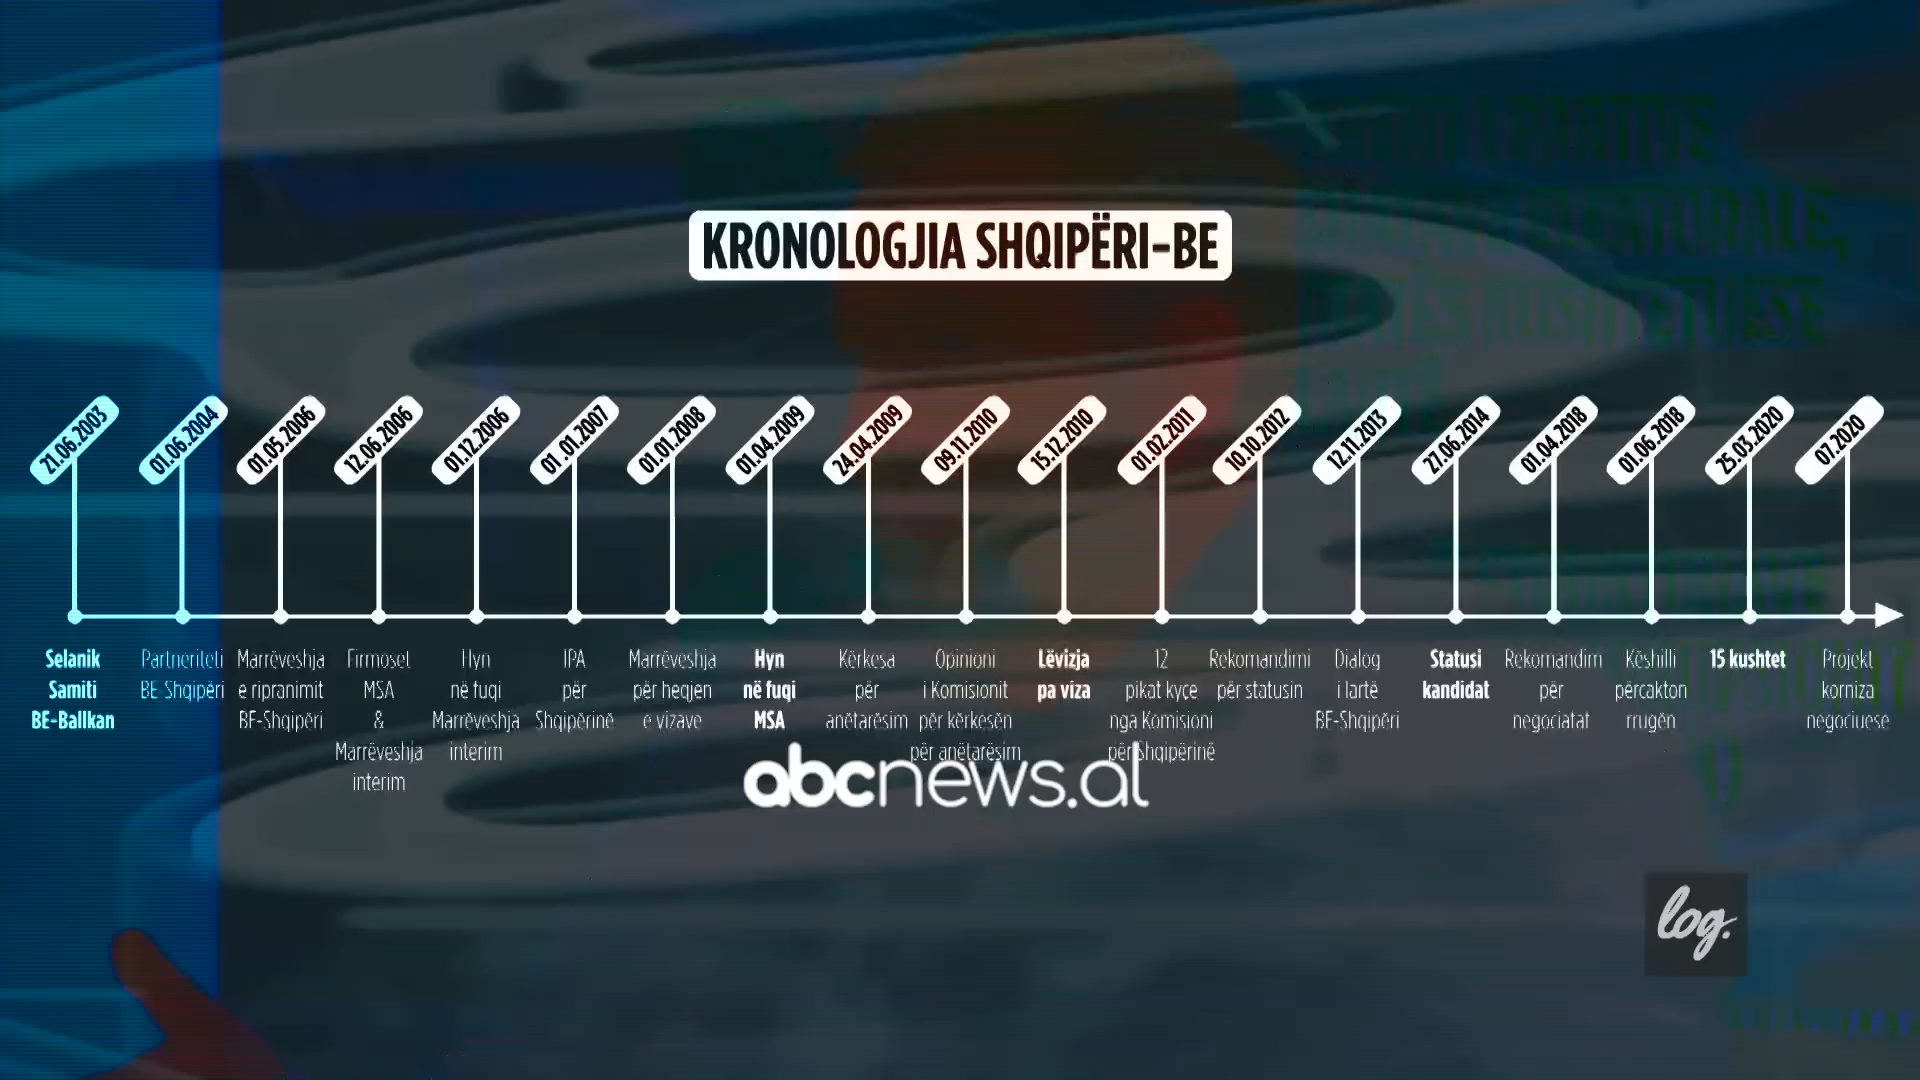 KRONOLOGJIA SHQIPËRI-BE
21.06.2003
01.06.2004
01.05.2006
12.06.2006
01.12.2006
01.01.2007
01.01.2008
01.04.2009
24.04.2009
09.11.2010
15.12.2010
01.02.2011
10.10.2012
12.11.2013
27.06.2014
01.04.2018
01.06.2018
25.03.2020
07.2020
Selanik
Samiti
BE-Ballkan
Partneriteti
BE-Shqipëri
Marrëveshja
e ripranimit
BE-Shqipëri
Firmoset
MSA
&
Marrëveshja
interim
Hyn
në fuqi
Marrëveshja
interim
IPA
për
Shqipërinë
Marrëveshja
për heqjen
e vizave
Hyn
në fuqi
MSA
Kërkesa
për
anëtarësim
Opinioni
i Komisionit
për kërkesën
për anëtarësim
Lëvizja
pa viza
12
pikat kyçe
nga Komisioni
për Shqipërinë
Rekomandimi
për statusin
Dialog
i lartë
BE-Shqipëri
Statusi
kandidat
Rekomandim
për
negociatat
Këshilli
përcakton
rrugën
15 kushtet
Projekt
korniza
negociuese
abcnews.al
log.